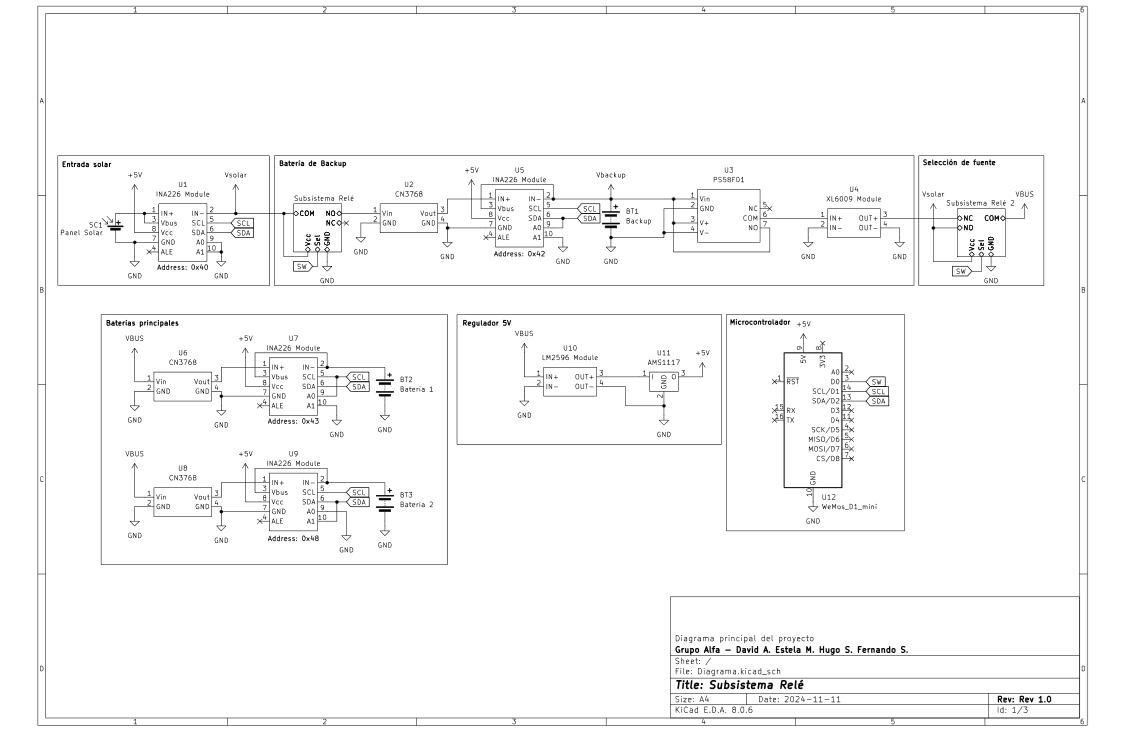 1 2 3 4 5 6
A A
B B
C C
D D
1 2 3 4 5
Entrada solar
+5V
U1
INA226 Module
Vsolar
SC1
Panel Solar
1 IN+ IN- 2
3 Vbus SCL 5 SCL
8 Vcc SDA 6 SDA
7 GND A0 9
4 ALE A1 10
Address: 0x40
GND GND
Batería de Backup
Subsistema Relé
COM NO
NC
Vcc Sel GND
SW
GND
U2
CN3768
1 Vin Vout 3
2 GND GND 4
GND
GND
+5V
U5
INA226 Module
1 IN+ IN- 2
3 Vbus SCL 5 SCL
8 Vcc SDA 6 SDA
7 GND A0 9
4 ALE A1 10
Address: 0x42
GND
Vbackup
BT1
Backup
GND
U3
PS58F01
1 Vin
2 GND NC 5
COM 6
3 V+ NO 7
4 V-
U4
XL6009 Module
1 IN+ OUT+ 3
2 IN- OUT- 4
GND GND
Selección de fuente
Vsolar
VBUS
Subsistema Relé 2
NC COM
NO
Vcc Sel GND
SW
GND
Baterías principales
VBUS
U6
CN3768
1 Vin Vout 3
2 GND GND 4
GND
GND
+5V
U7
INA226 Module
1 IN+ IN- 2
3 Vbus SCL 5 SCL
8 Vcc SDA 6 SDA
7 GND A0 9
4 ALE A1 10
Address: 0x43
GND
BT2
Batería 1
GND
VBUS
U8
CN3768
1 Vin Vout 3
2 GND GND 4
GND
GND
+5V
U9
INA226 Module
1 IN+ IN- 2
3 Vbus SCL 5 SCL
8 Vcc SDA 6 SDA
7 GND A0 9
4 ALE A1 10
Address: 0x48
GND
BT3
Batería 2
GND
Regulador 5V
VBUS
U10
LM2596 Module
1 IN+ OUT+ 3
2 IN- OUT- 4
GND
U11
AMS1117
1 I O 3
GND
2
+5V
GND
Microcontrolador
+5V
9 8
5V 3V3
A0 2
1 RST D0 3 SW
SCL/D1 14 SCL
SDA/D2 13 SDA
15 RX D3 12
16 TX D4 11
SCK/D5 4
MISO/D6 5
MOSI/D7 6
CS/D8 7
GND
10
U12
WeMos_D1_mini
GND
Diagrama principal del proyecto
Grupo Alfa – David A. Estela M. Hugo S. Fernando S.
Sheet: /
File: Diagrama.kicad_sch
Title: Subsistema Relé
Size: A4 Date: 2024-11-11 Rev: Rev 1.0
KiCad E.D.A. 8.0.6 Id: 1/3